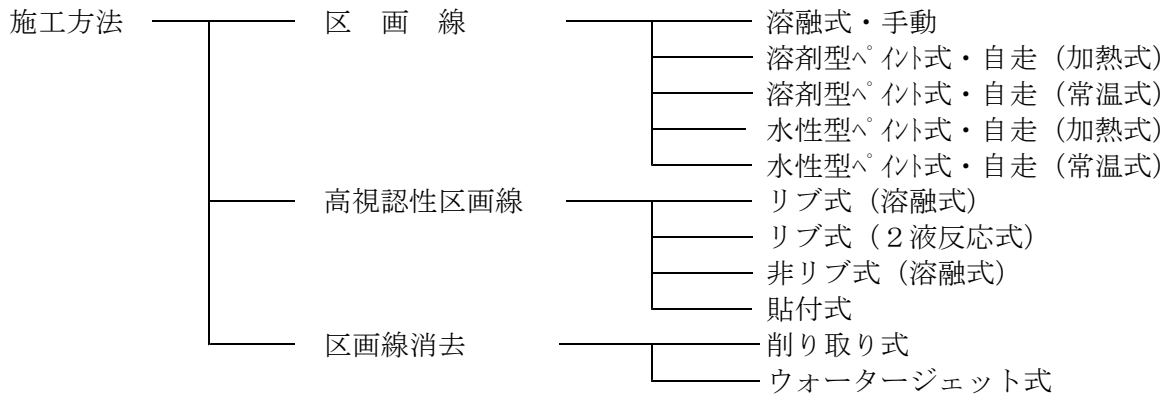 施工方法 区画線 溶融式・手動
溶剤型ペイント式・自走（加熱式）
溶剤型ペイント式・自走（常温式）
水性型ペイント式・自走（加熱式）
水性型ペイント式・自走（常温式）
高視認性区画線 リブ式（溶融式）
リブ式（２液反応式）
非リブ式（溶融式）
貼付式
区画線消去 削り取り式
ウォータージェット式